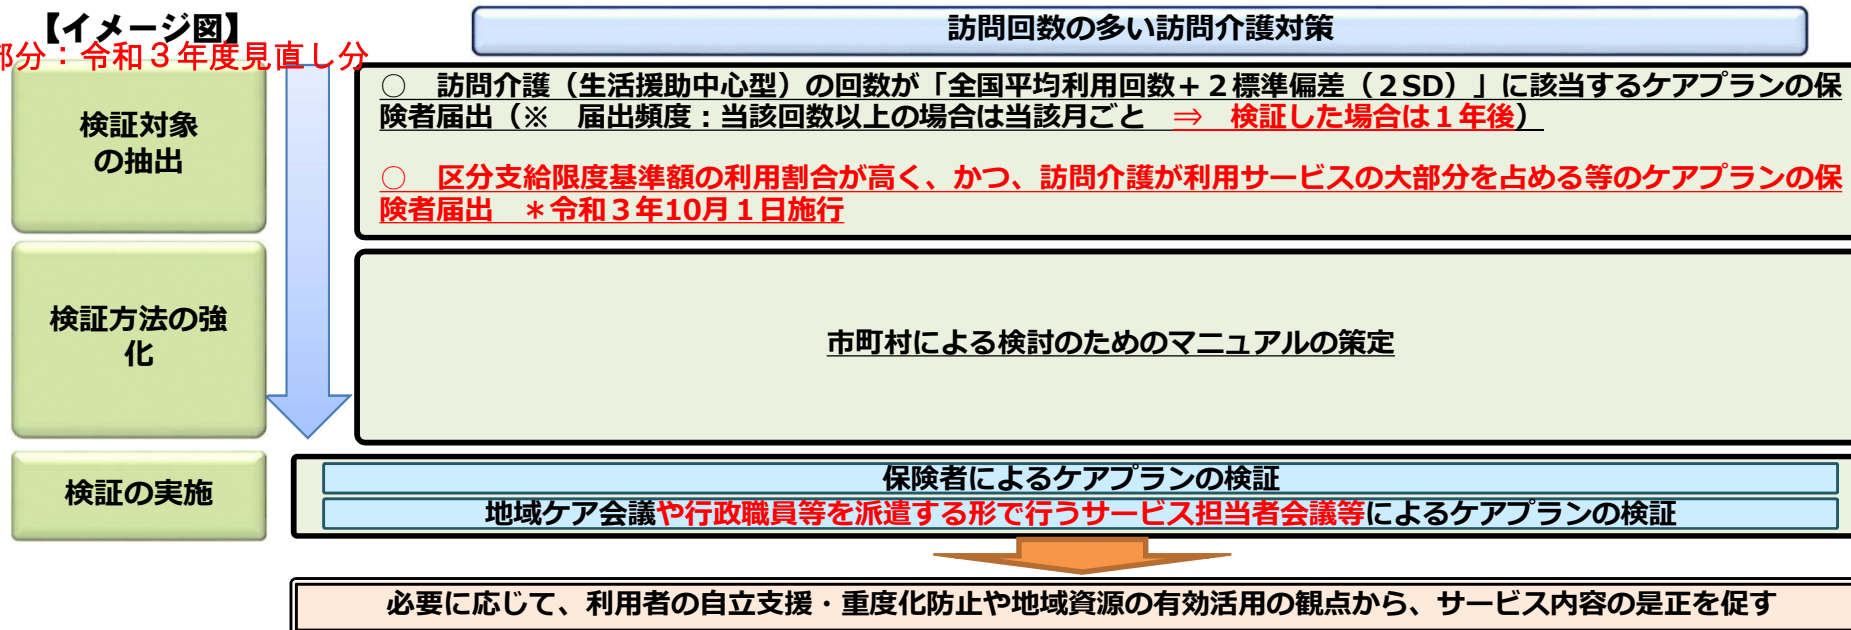 【イメージ図】
部分：令和３年度見直し分
訪問回数の多い訪問介護対策
検証対象
の抽出
○　訪問介護（生活援助中心型）の回数が「全国平均利用回数＋２標準偏差（２SD）」に該当するケアプランの保
険者届出（※　届出頻度：当該回数以上の場合は当該月ごと　⇒　検証した場合は１年後）
○　区分支給限度基準額の利用割合が高く、かつ、訪問介護が利用サービスの大部分を占める等のケアプランの保
険者届出　＊令和３年10月１日施行
検証方法の強
化
市町村による検討のためのマニュアルの策定
検証の実施
保険者によるケアプランの検証
地域ケア会議や行政職員等を派遣する形で行うサービス担当者会議等によるケアプランの検証
必要に応じて、利用者の自立支援・重度化防止や地域資源の有効活用の観点から、サービス内容の是正を促す